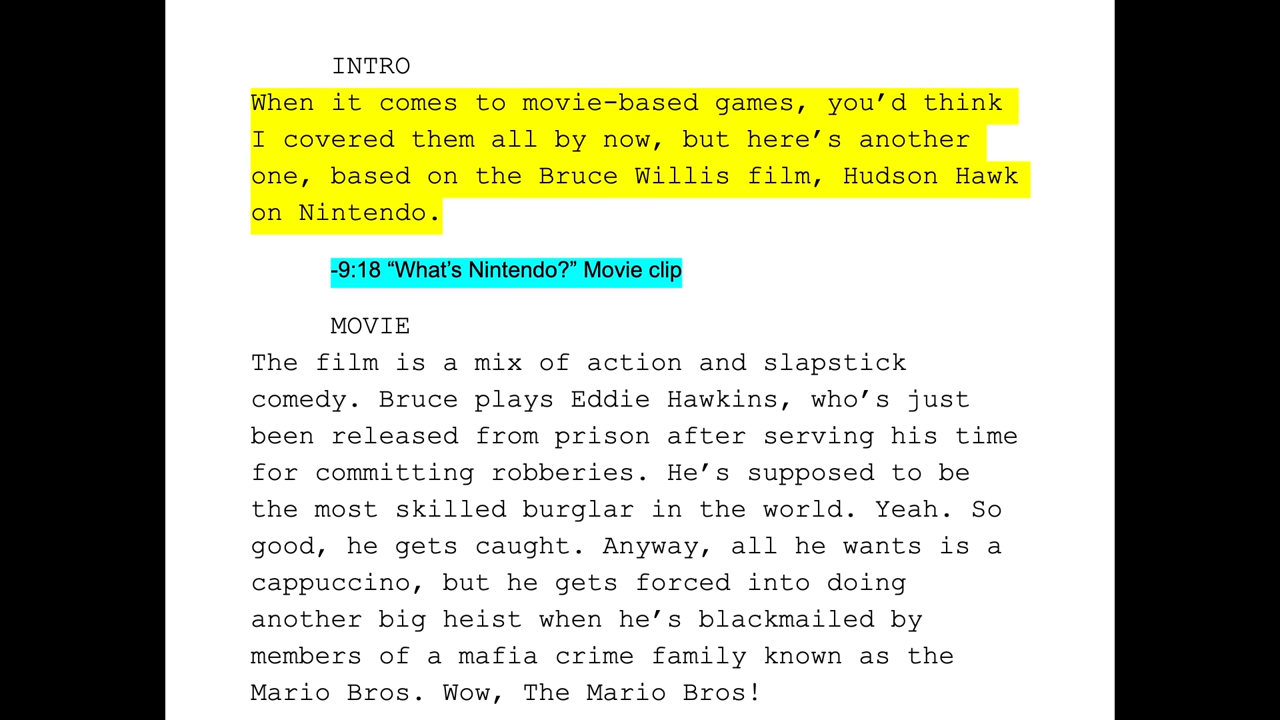 INTRO
When it comes to movie-based games, you’d think
I covered them all by now, but here’s another
one, based on the Bruce Willis film, Hudson Hawk
on Nintendo.
-9:18 “What’s Nintendo?” Movie clip
MOVIE
The film is a mix of action and slapstick
comedy. Bruce plays Eddie Hawkins, who’s just
been released from prison after serving his time
for committing robberies. He’s supposed to be
the most skilled burglar in the world. Yeah. So
good, he gets caught. Anyway, all he wants is a
cappuccino, but he gets forced into doing
another big heist when he’s blackmailed by
members of a mafia crime family known as the
Mario Bros. Wow, The Mario Bros!